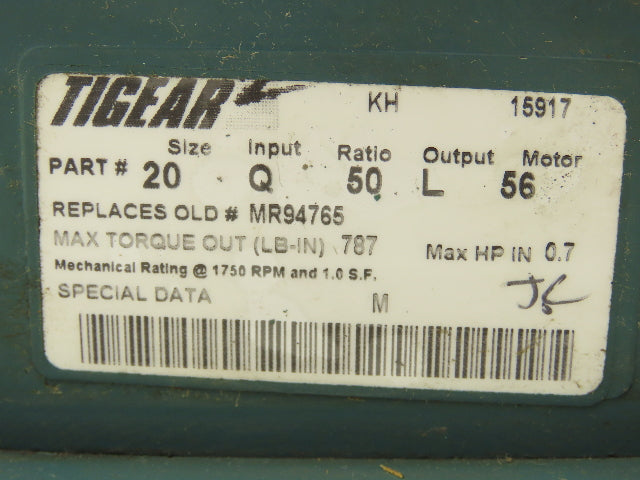 TIGEAR KH 15917
Size Input Ratio Output Motor
PART # 20 Q 50 L 56
REPLACES OLD # MR94765
MAX TORQUE OUT (LB-IN) 787 Max HP IN 0.7
Mechanical Rating @ 1750 RPM and 1.0 S.F.
SPECIAL DATA M